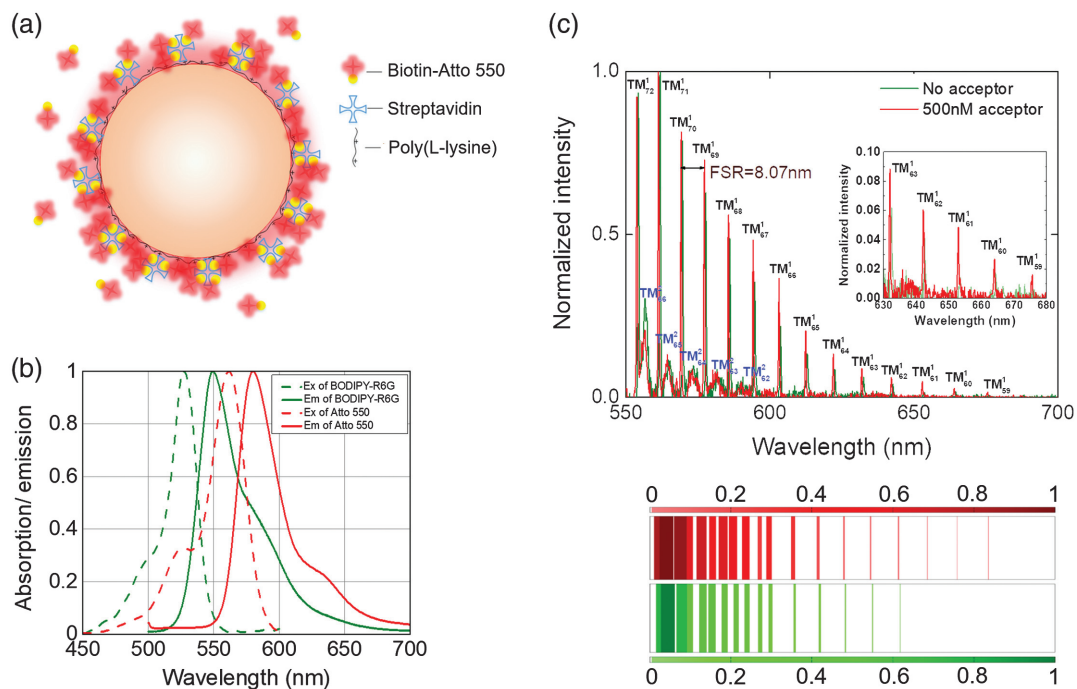 (a)
Biotin-Atto 550
Streptavidin
Poly(L-lysine)
(b)
Absorption/ emission
1
0.8
0.6
0.4
0.2
0
450 500 550 600 650 700
Wavelength (nm)
Ex of BODIPY-R6G
Em of BODIPY-R6G
Ex of Atto 550
Em of Atto 550
(c)
Normalized intensity
1.0
0.5
0.0
550 600 650 700
Wavelength (nm)
No acceptor
500nM acceptor
TM¹₇₂
TM¹₇₁
TM¹₇₀
TM¹₆₉
FSR=8.07nm
TM¹₆₈
TM¹₆₇
TM¹₆₆
TM¹₆₅
TM¹₆₄
TM¹₆₃
TM¹₆₂
TM¹₆₁
TM¹₆₀
TM¹₅₉
TM²₆₅
TM²₆₃
TM²₆₂
Normalized intensity
0.10
0.08
0.06
0.04
0.02
0.00
630 640 650 660 670 680
Wavelength (nm)
TM¹₆₃
TM¹₆₂
TM¹₆₁
TM¹₆₀
TM¹₅₉
0 0.2 0.4 0.6 0.8 1
0 0.2 0.4 0.6 0.8 1